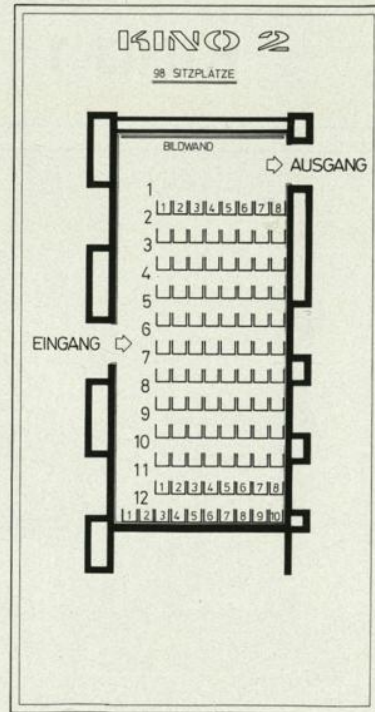 KINO 2
98 SITZPLÄTZE
BILDWAND
AUSGANG
1
1 2 3 4 5 6 7 8
2
3
4
5
6
EINGANG
7
8
9
10
11
1 2 3 4 5 6 7 8
12
1 2 3 4 5 6 7 8 9 10